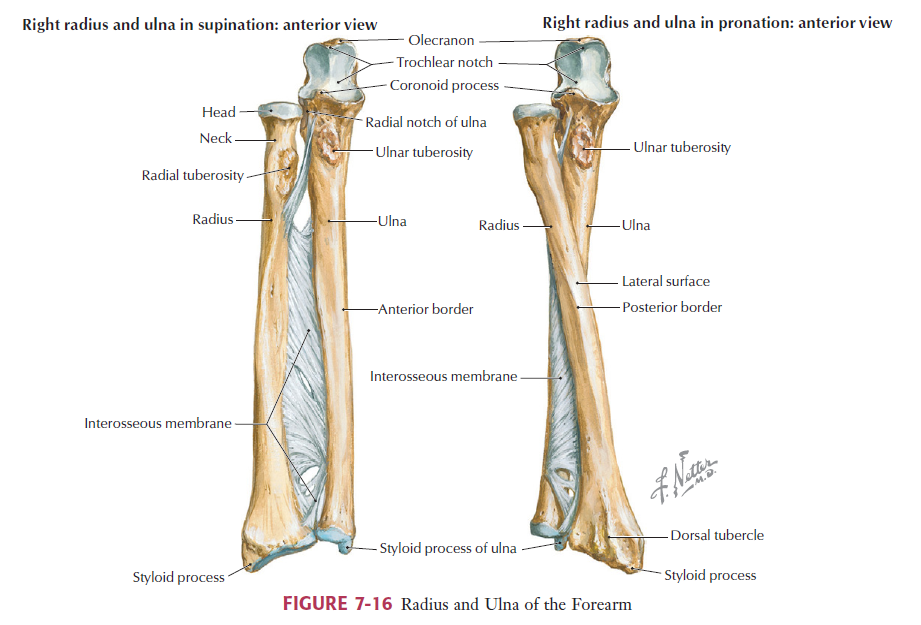 Right radius and ulna in supination: anterior view
Right radius and ulna in pronation: anterior view
Olecranon
Trochlear notch
Coronoid process
Head
Radial notch of ulna
Neck
Ulnar tuberosity
Ulnar tuberosity
Radial tuberosity
Radius
Ulna
Radius
Ulna
Lateral surface
Anterior border
Posterior border
Interosseous membrane
Interosseous membrane
F. Netter
M.D.
Dorsal tubercle
Styloid process of ulna
Styloid process
Styloid process
FIGURE 7-16 Radius and Ulna of the Forearm